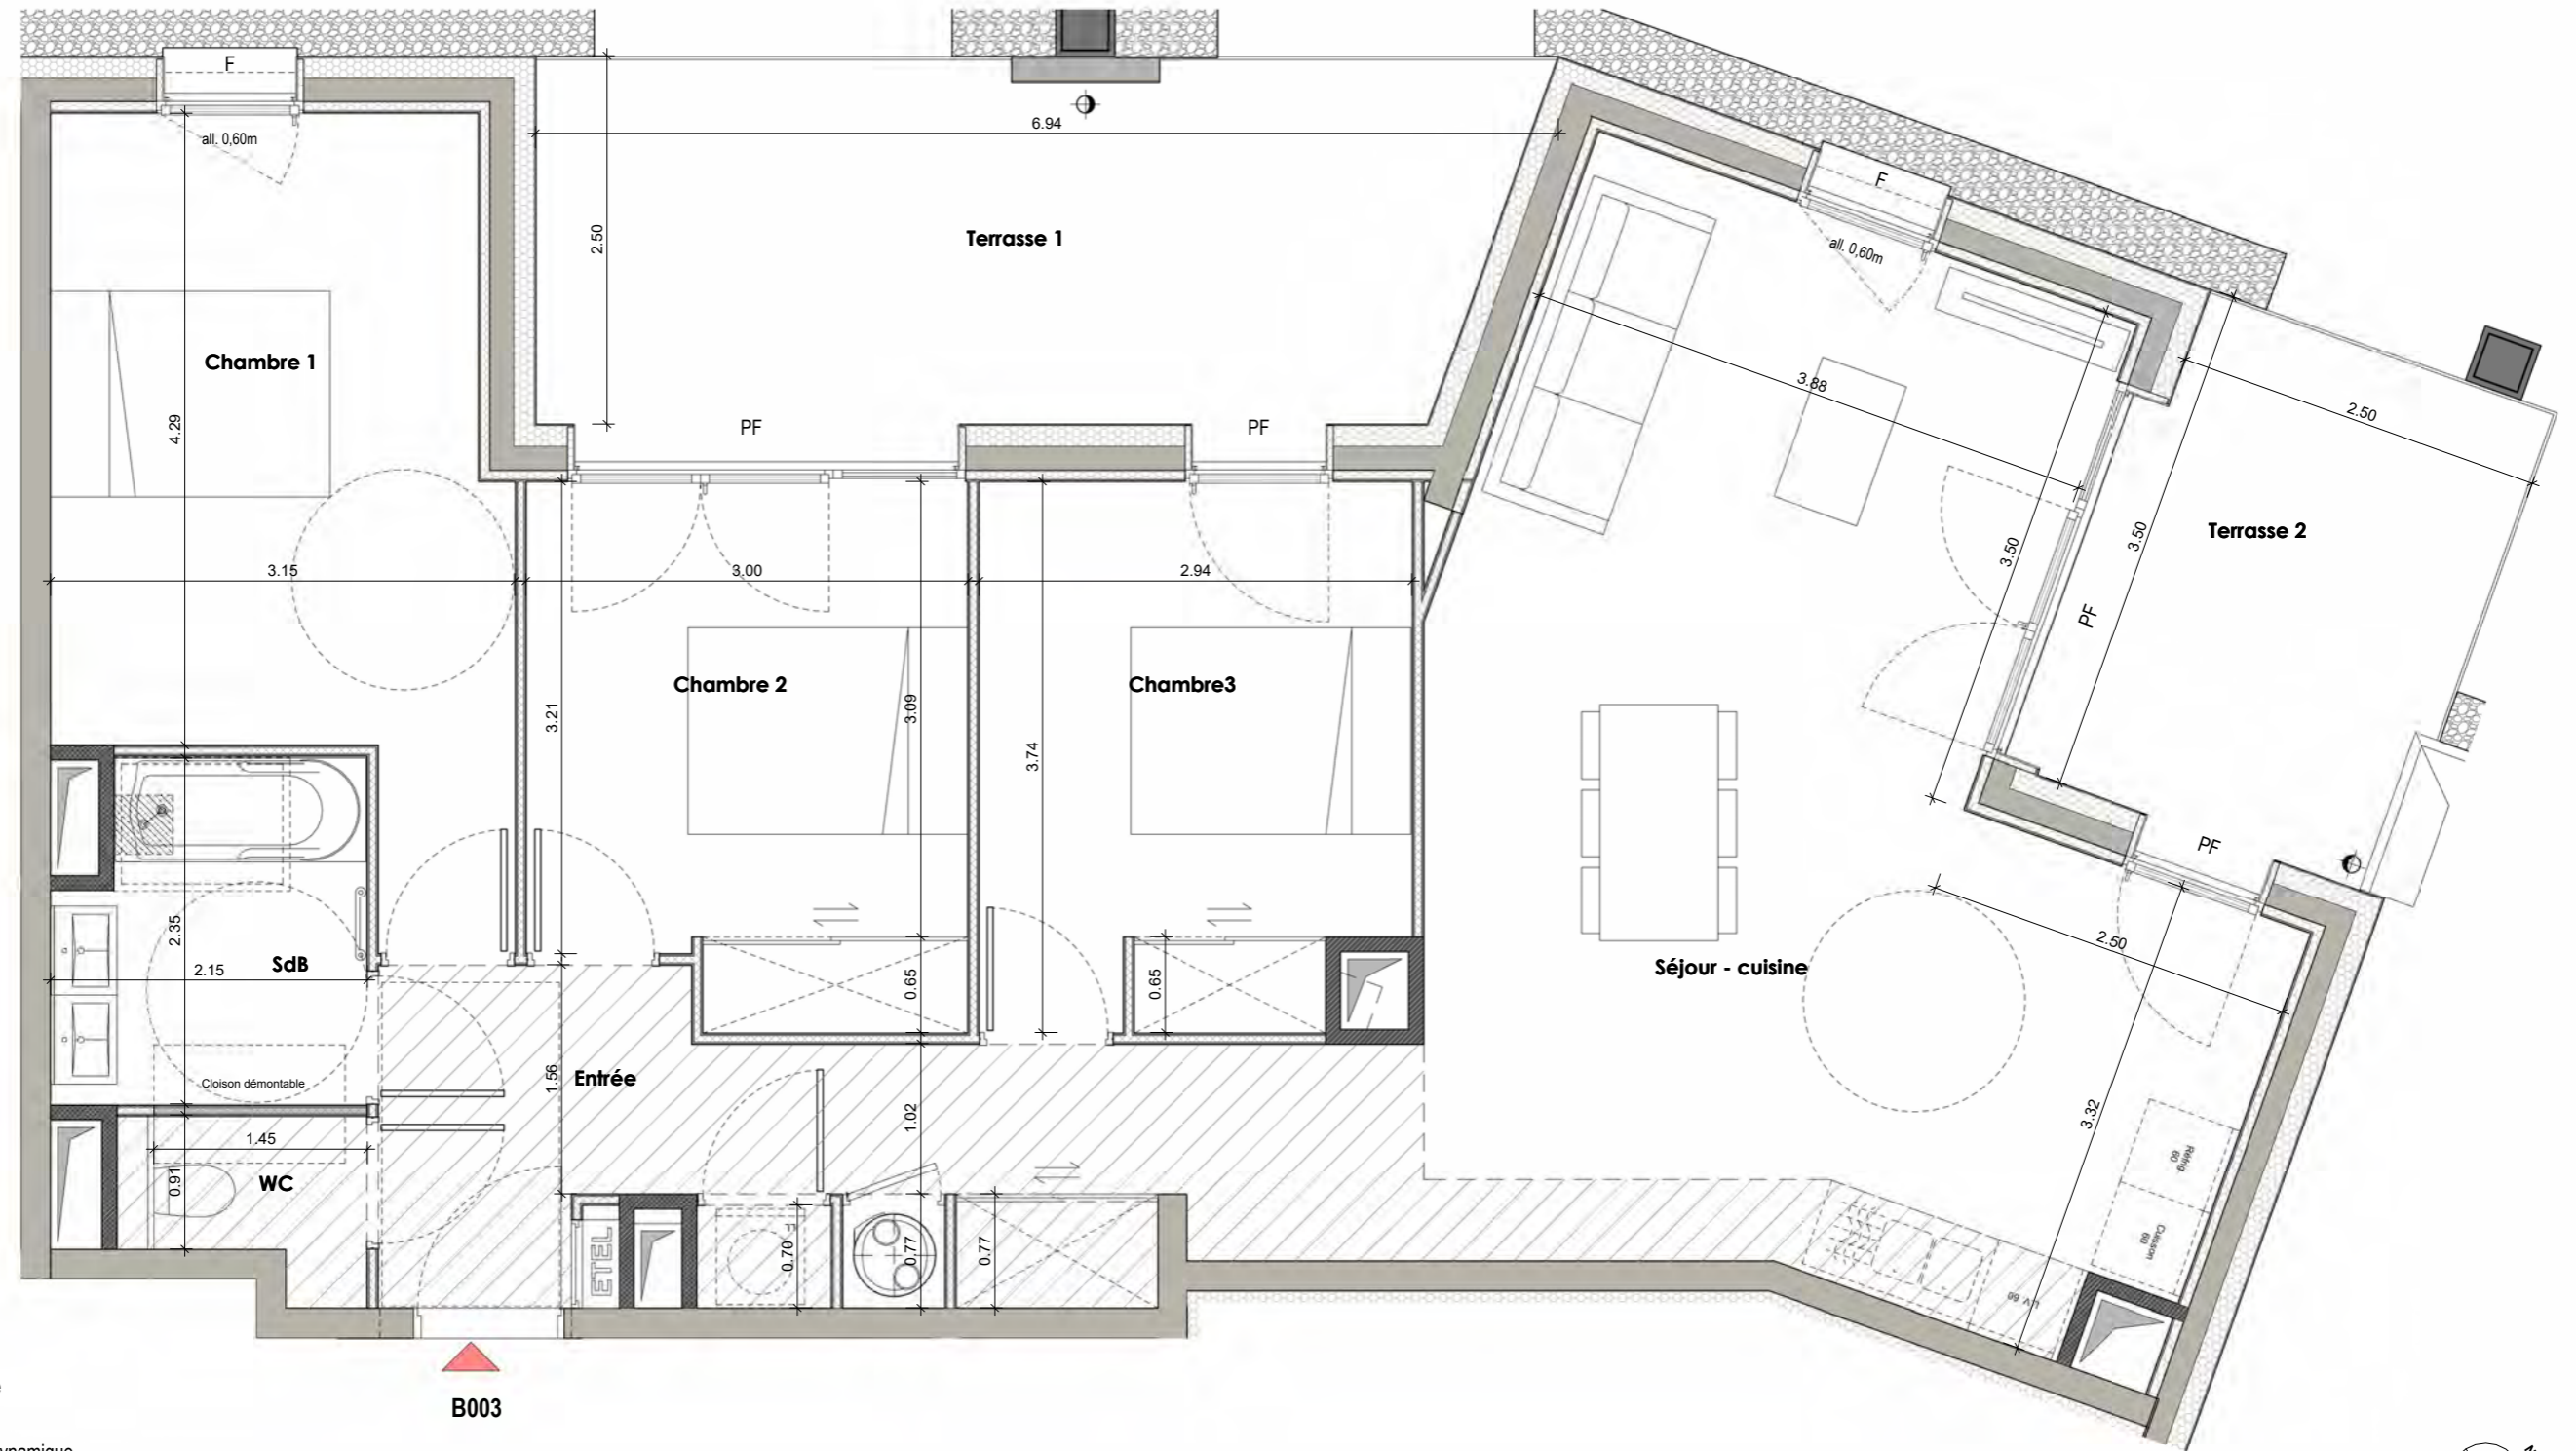 F
all. 0,60m
6.94
2.50
Terrasse 1
F
all. 0,60m
Chambre 1
4.29
3.88
2.50
PF
PF
3.50
3.50
Terrasse 2
PF
3.15
3.00
2.94
3.21
Chambre 2
3.09
Chambre3
3.74
PF
2.35
2.15
SdB
0.65
0.65
Séjour - cuisine
2.50
Cloison démontable
1.56
Entrée
1.02
3.32
1.45
0.91
WC
Réfrig
60
Cuisson
60
ETEL
0.70
0.77
0.77
B003